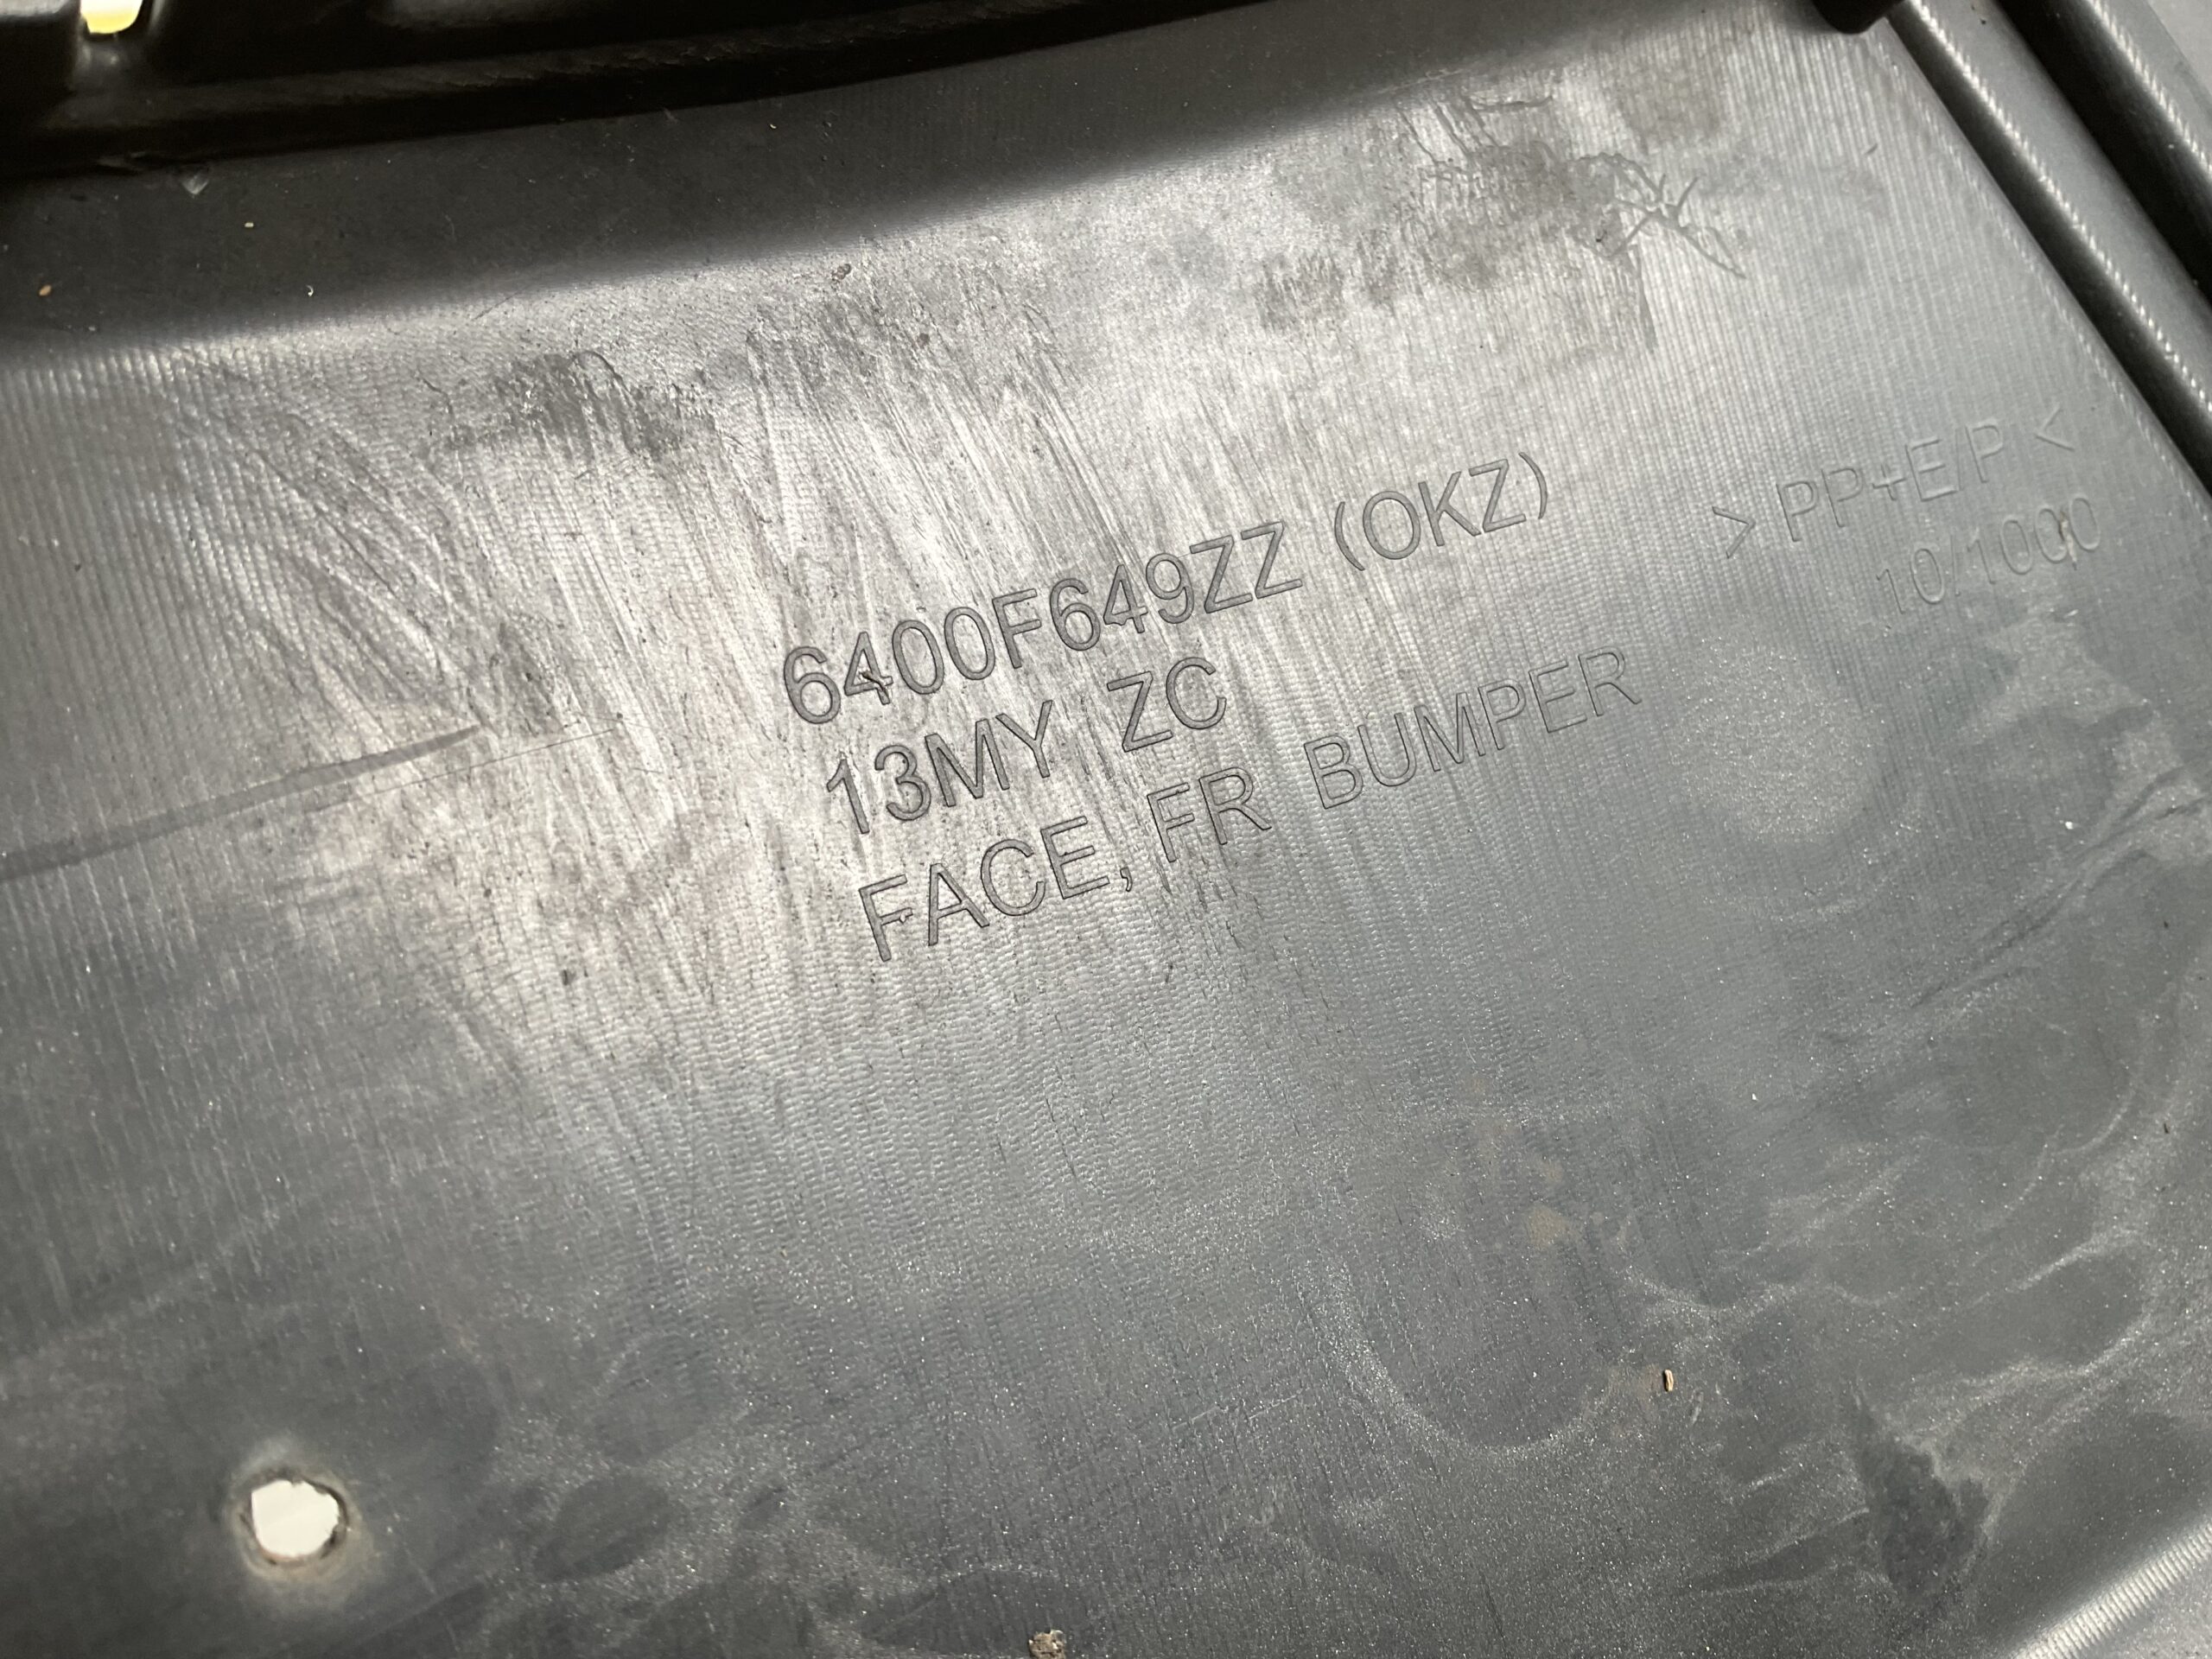 6400F649ZZ (OKZ)
13MY ZC
FACE, FR BUMPER
> PP+E/P <
10/1000